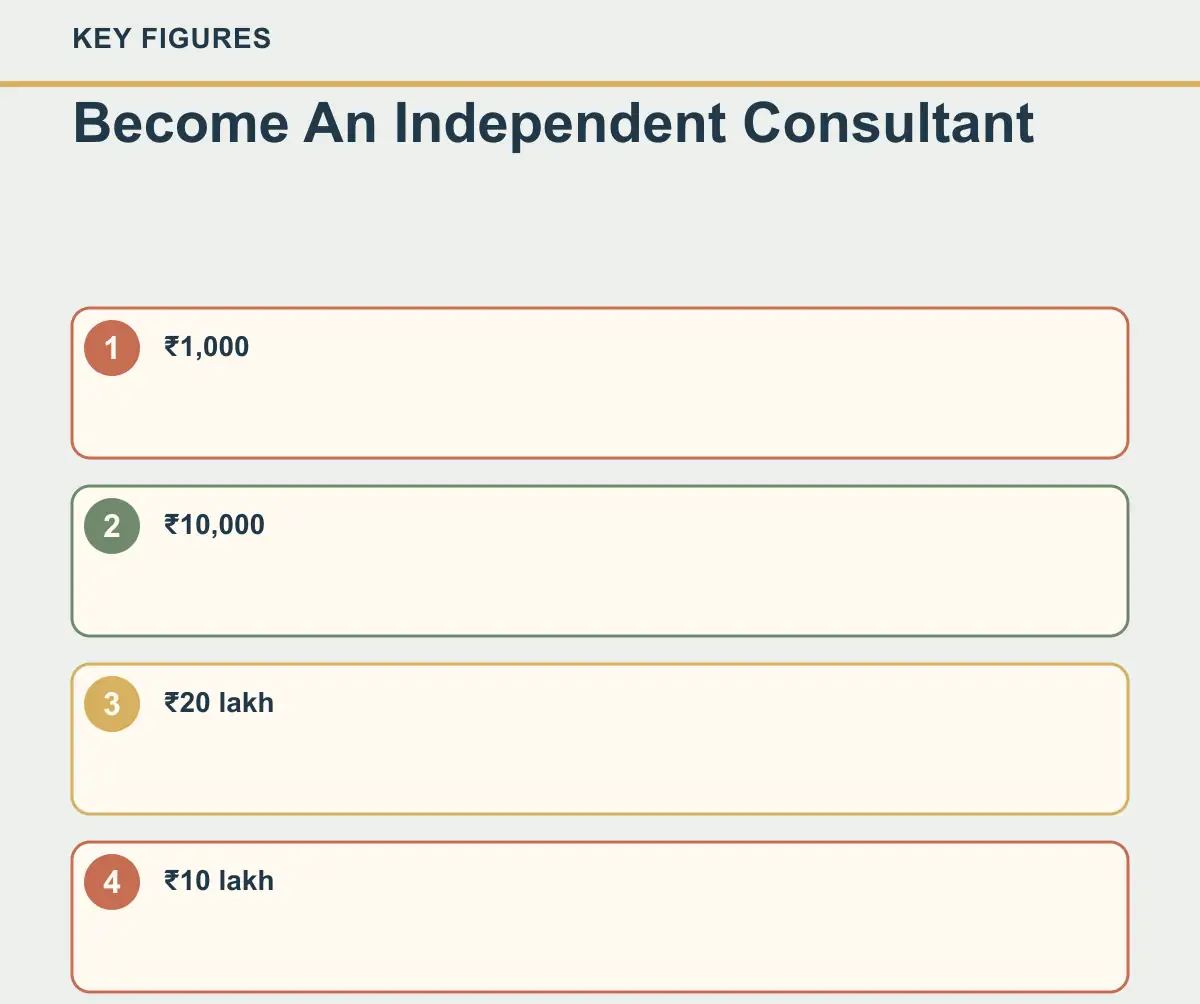 KEY FIGURES
Become An Independent Consultant
1 ₹1,000
2 ₹10,000
3 ₹20 lakh
4 ₹10 lakh